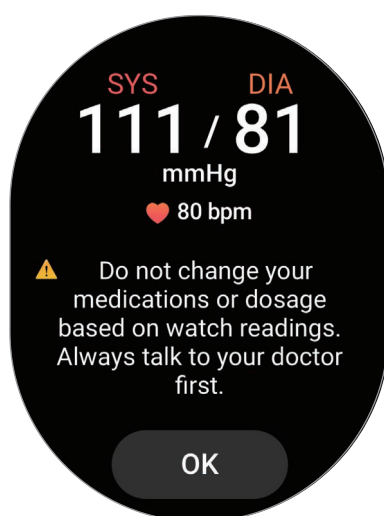 SYS DIA
111 / 81
mmHg
80 bpm
Do not change your
medications or dosage
based on watch readings.
Always talk to your doctor
first.
OK